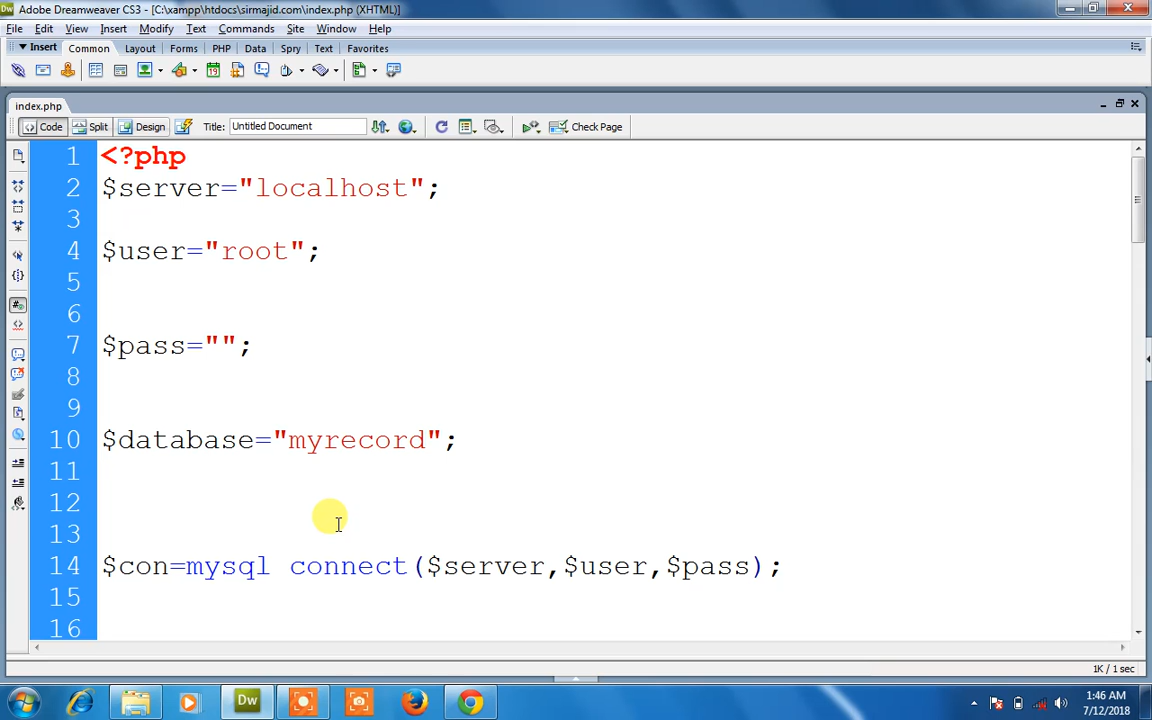 Adobe Dreamweaver CS3 - [C:\xampp\htdocs\sirmajid.com\index.php (XHTML)]
File Edit View Insert Modify Text Commands Site Window Help
Insert Common Layout Forms PHP Data Spry Text Favorites
index.php
Code Split Design Title: Untitled Document Check Page
1 <?php
2 $server="localhost";
3
4 $user="root";
5
6
7 $pass="";
8
9
10 $database="myrecord";
11
12
13
14 $con=mysql connect($server,$user,$pass);
15
16
1K / 1 sec
Dw
1:46 AM
7/12/2018